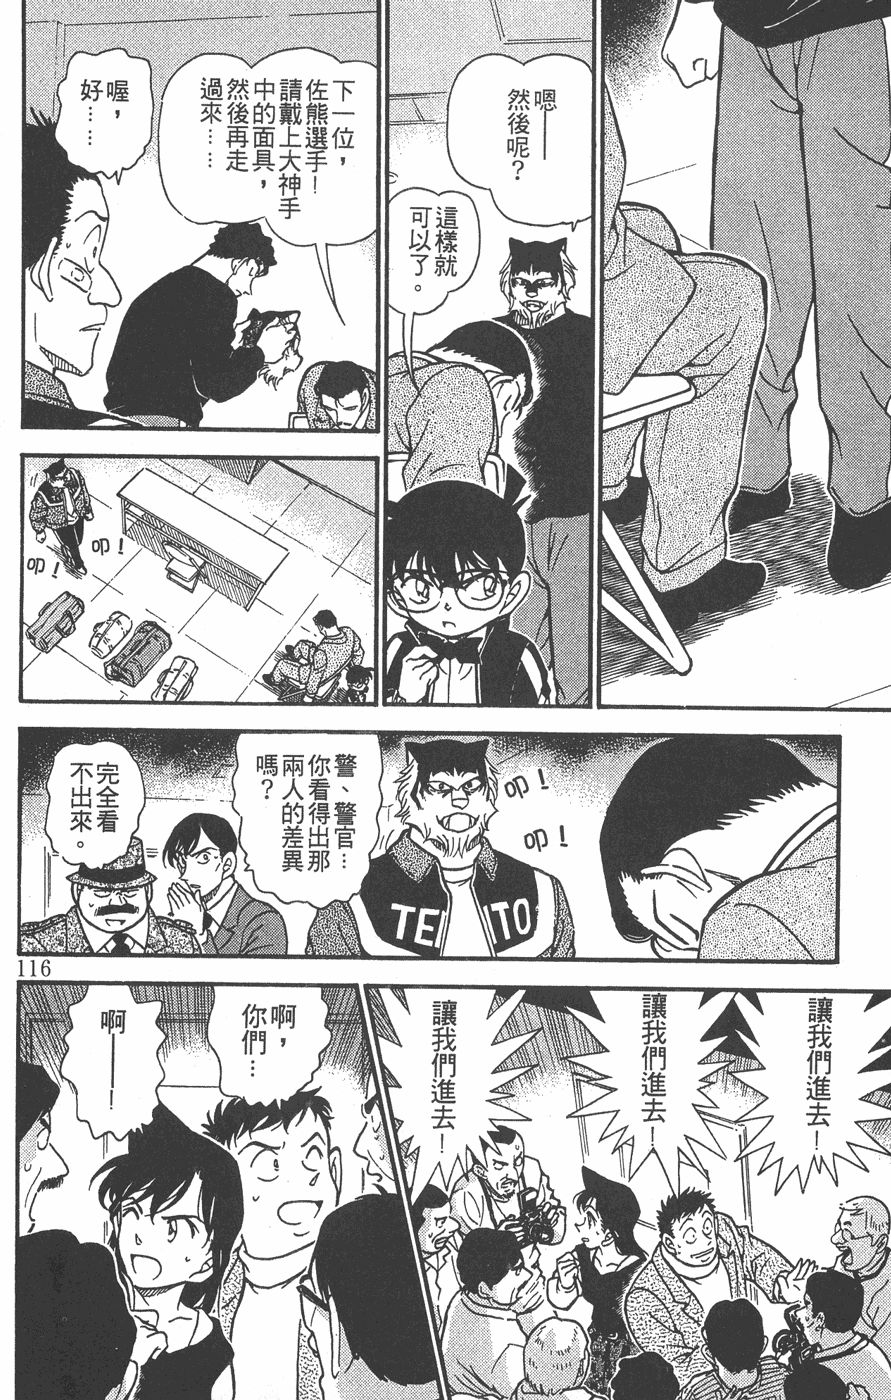 嗯——
然後呢?
這樣就
可以了。
下一位，
佐熊選手!
請戴上大神手
中的面具，
然後再走
過來……
喔，
好……
叩!
叩!
叩!
叩!
警、警官…
你看得出那
兩人的差異
嗎?
完全看
不出來。
TE
ITO
116
讓我們進去!
讓我們進去!
讓我們進去!
啊，
你們…
啊——